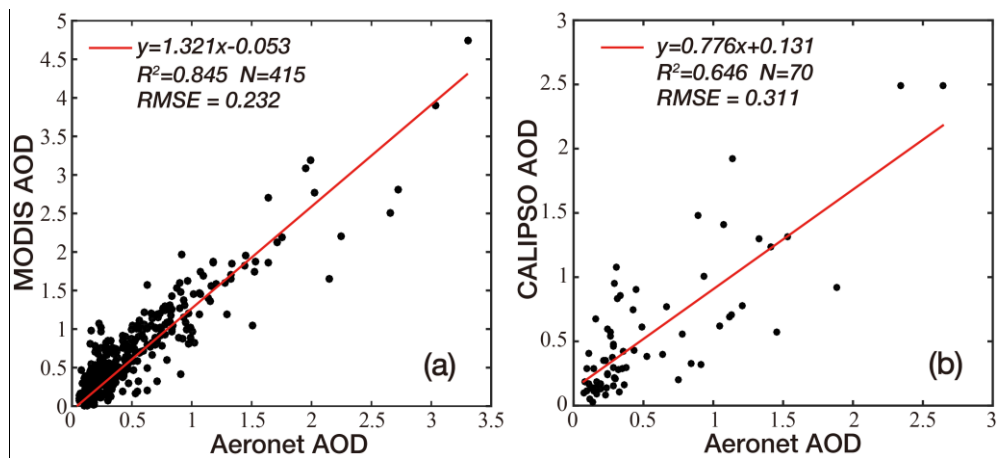 y=1.321x-0.053
R²=0.845 N=415
RMSE = 0.232
MODIS AOD
5
4.5
4
3.5
3
2.5
2
1.5
1
0.5
0
0
0.5
1
1.5
2
2.5
3
3.5
Aeronet AOD
(a)
y=0.776x+0.131
R²=0.646 N=70
RMSE = 0.311
CALIPSO AOD
3
2.5
2
1.5
1
0.5
0
0
0.5
1
1.5
2
2.5
3
Aeronet AOD
(b)